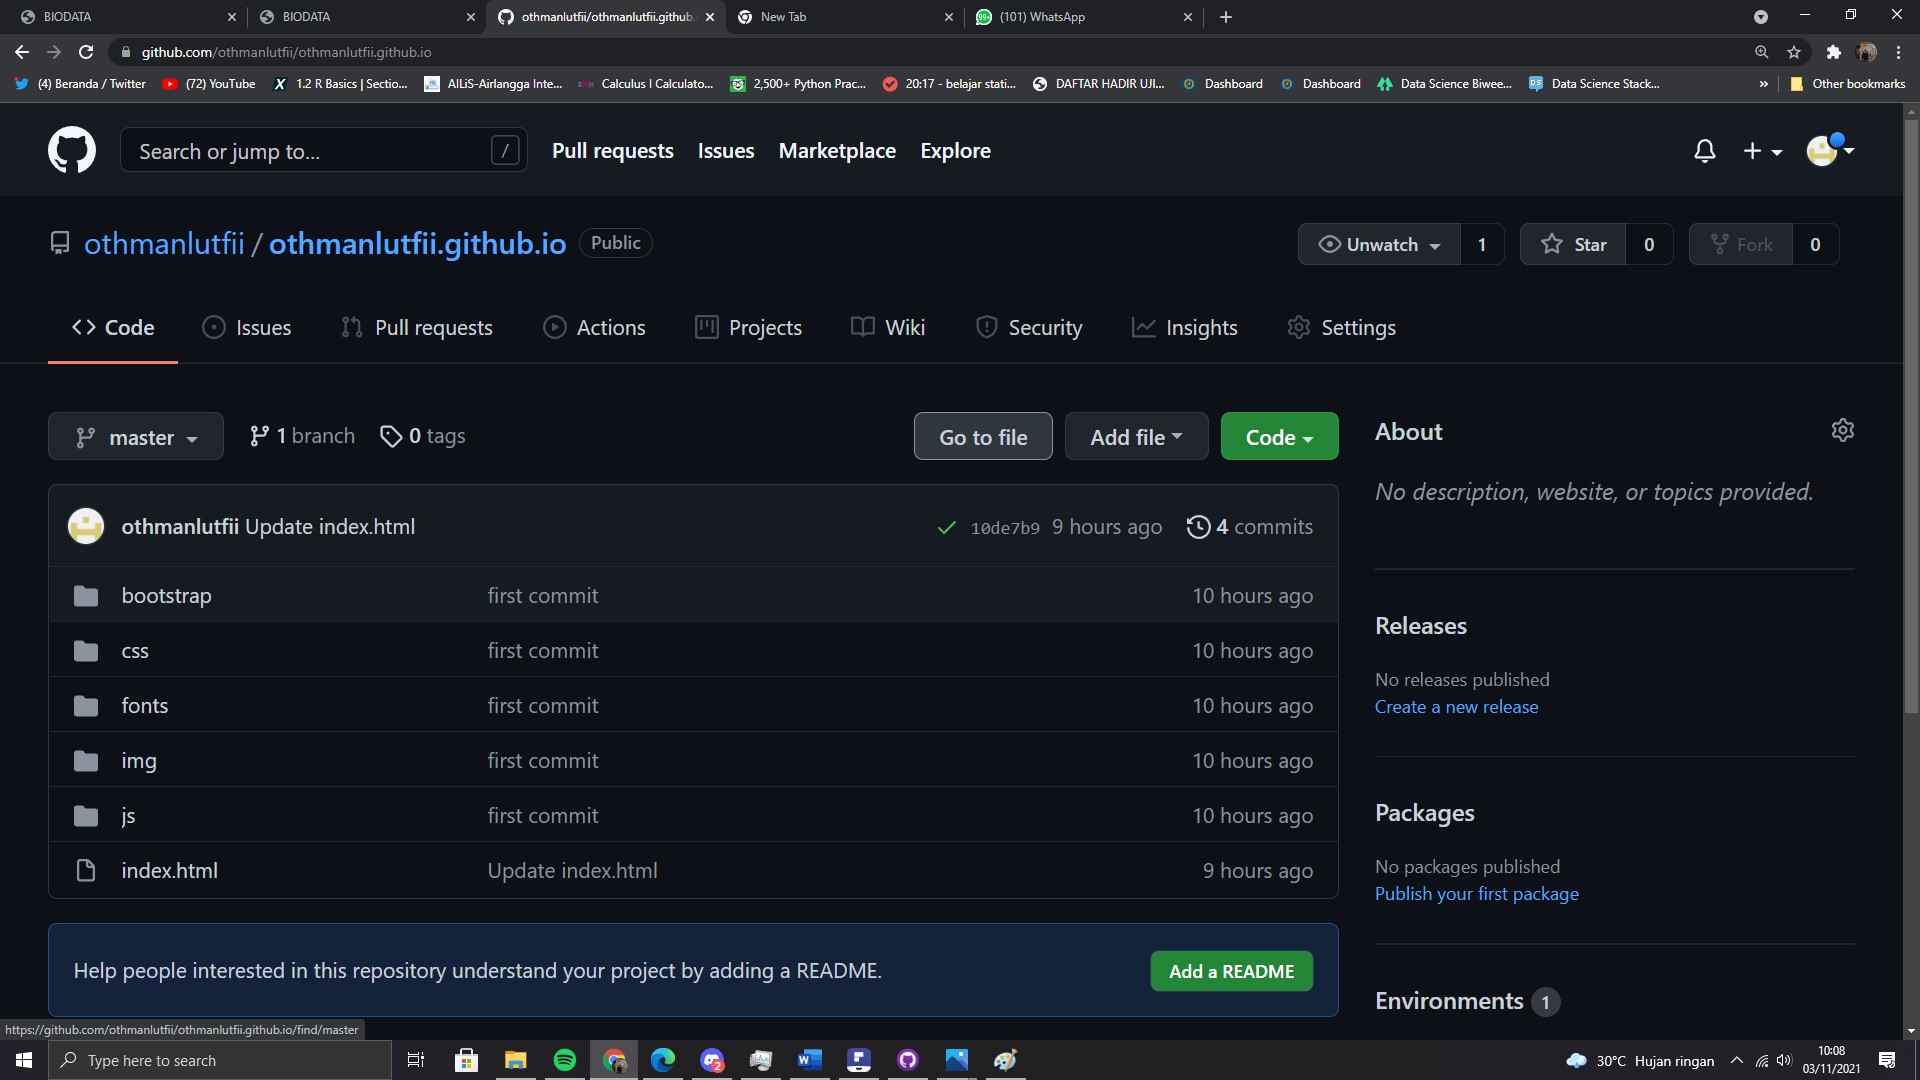 BIODATA
BIODATA
othmanlutfii/othmanlutfii.github.
New Tab
(101) WhatsApp
github.com/othmanlutfii/othmanlutfii.github.io
(4) Beranda / Twitter
(72) YouTube
X 1.2 R Basics | Sectio...
AILiS-Airlangga Inte...
Calculus I Calculato...
2,500+ Python Prac...
20:17 - belajar stati...
DAFTAR HADIR UJI...
Dashboard
Dashboard
Data Science Biwee...
Data Science Stack...
»
Other bookmarks
Search or jump to...
/
Pull requests
Issues
Marketplace
Explore
othmanlutfii / othmanlutfii.github.io
Public
Unwatch
1
Star
0
Fork
0
Code
Issues
Pull requests
Actions
Projects
Wiki
Security
Insights
Settings
master
1 branch
0 tags
Go to file
Add file
Code
othmanlutfii Update index.html
10de7b9 9 hours ago
4 commits
bootstrap
first commit
10 hours ago
css
first commit
10 hours ago
fonts
first commit
10 hours ago
img
first commit
10 hours ago
js
first commit
10 hours ago
index.html
Update index.html
9 hours ago
Help people interested in this repository understand your project by adding a README.
Add a README
About
No description, website, or topics provided.
Releases
No releases published
Create a new release
Packages
No packages published
Publish your first package
Environments 1
https://github.com/othmanlutfii/othmanlutfii.github.io/find/master
Type here to search
2
30°C Hujan ringan
10:08
03/11/2021